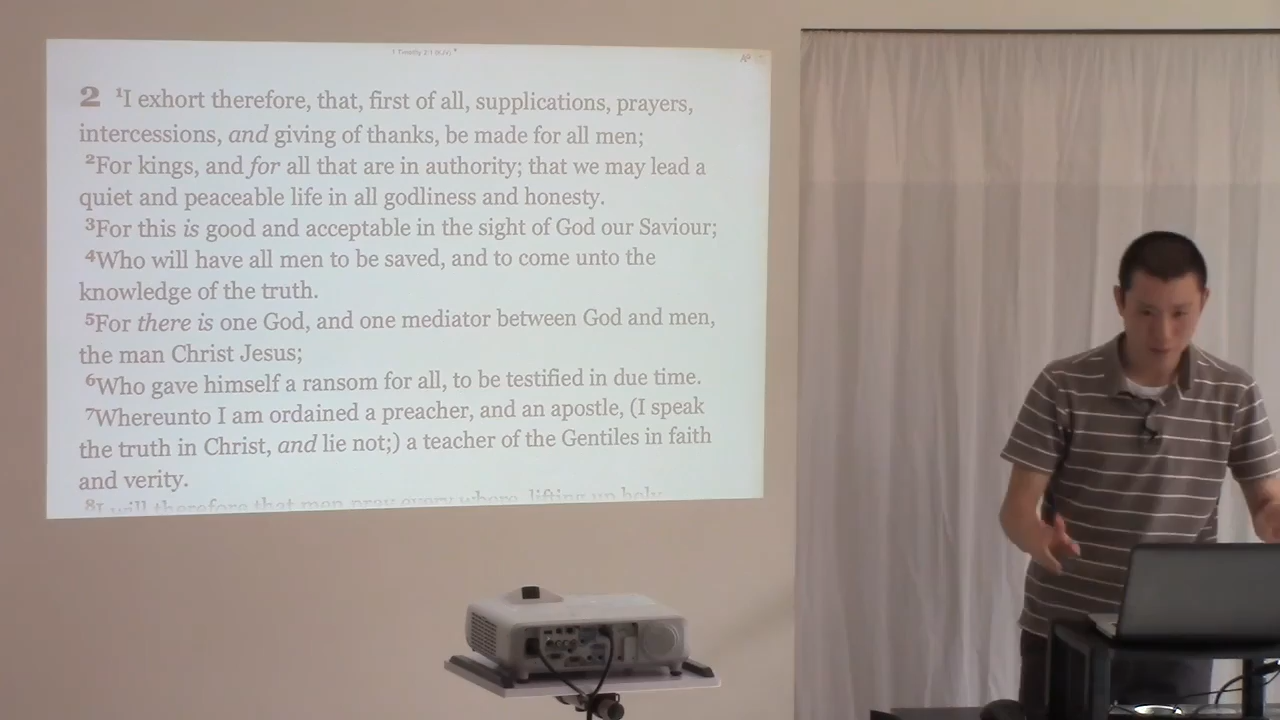 1 Timothy 2:1 (KJV)
2 1I exhort therefore, that, first of all, supplications, prayers,
intercessions, and giving of thanks, be made for all men;
2For kings, and for all that are in authority; that we may lead a
quiet and peaceable life in all godliness and honesty.
3For this is good and acceptable in the sight of God our Saviour;
4Who will have all men to be saved, and to come unto the
knowledge of the truth.
5For there is one God, and one mediator between God and men,
the man Christ Jesus;
6Who gave himself a ransom for all, to be testified in due time.
7Whereunto I am ordained a preacher, and an apostle, (I speak
the truth in Christ, and lie not;) a teacher of the Gentiles in faith
and verity.
8I will therefore that men pray every where, lifting up holy